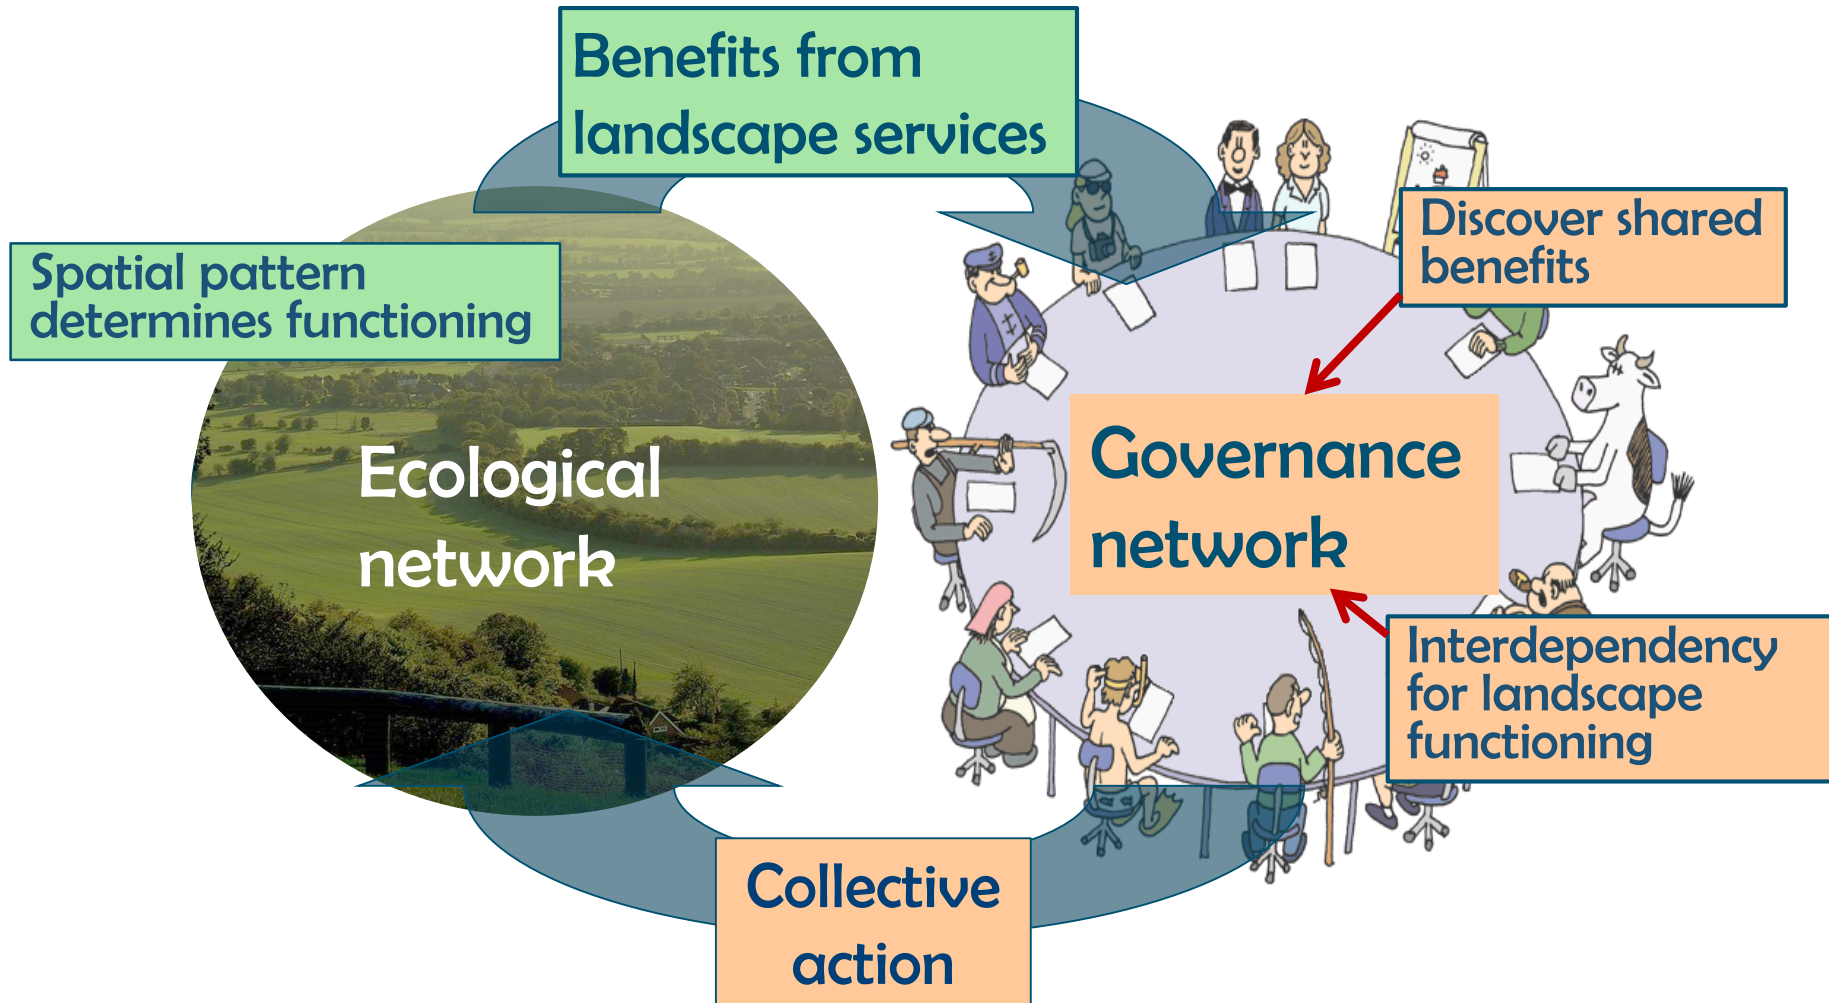 Benefits from
landscape services
Spatial pattern
determines functioning
Discover shared
benefits
Ecological
network
Governance
network
Interdependency
for landscape
functioning
Collective
action